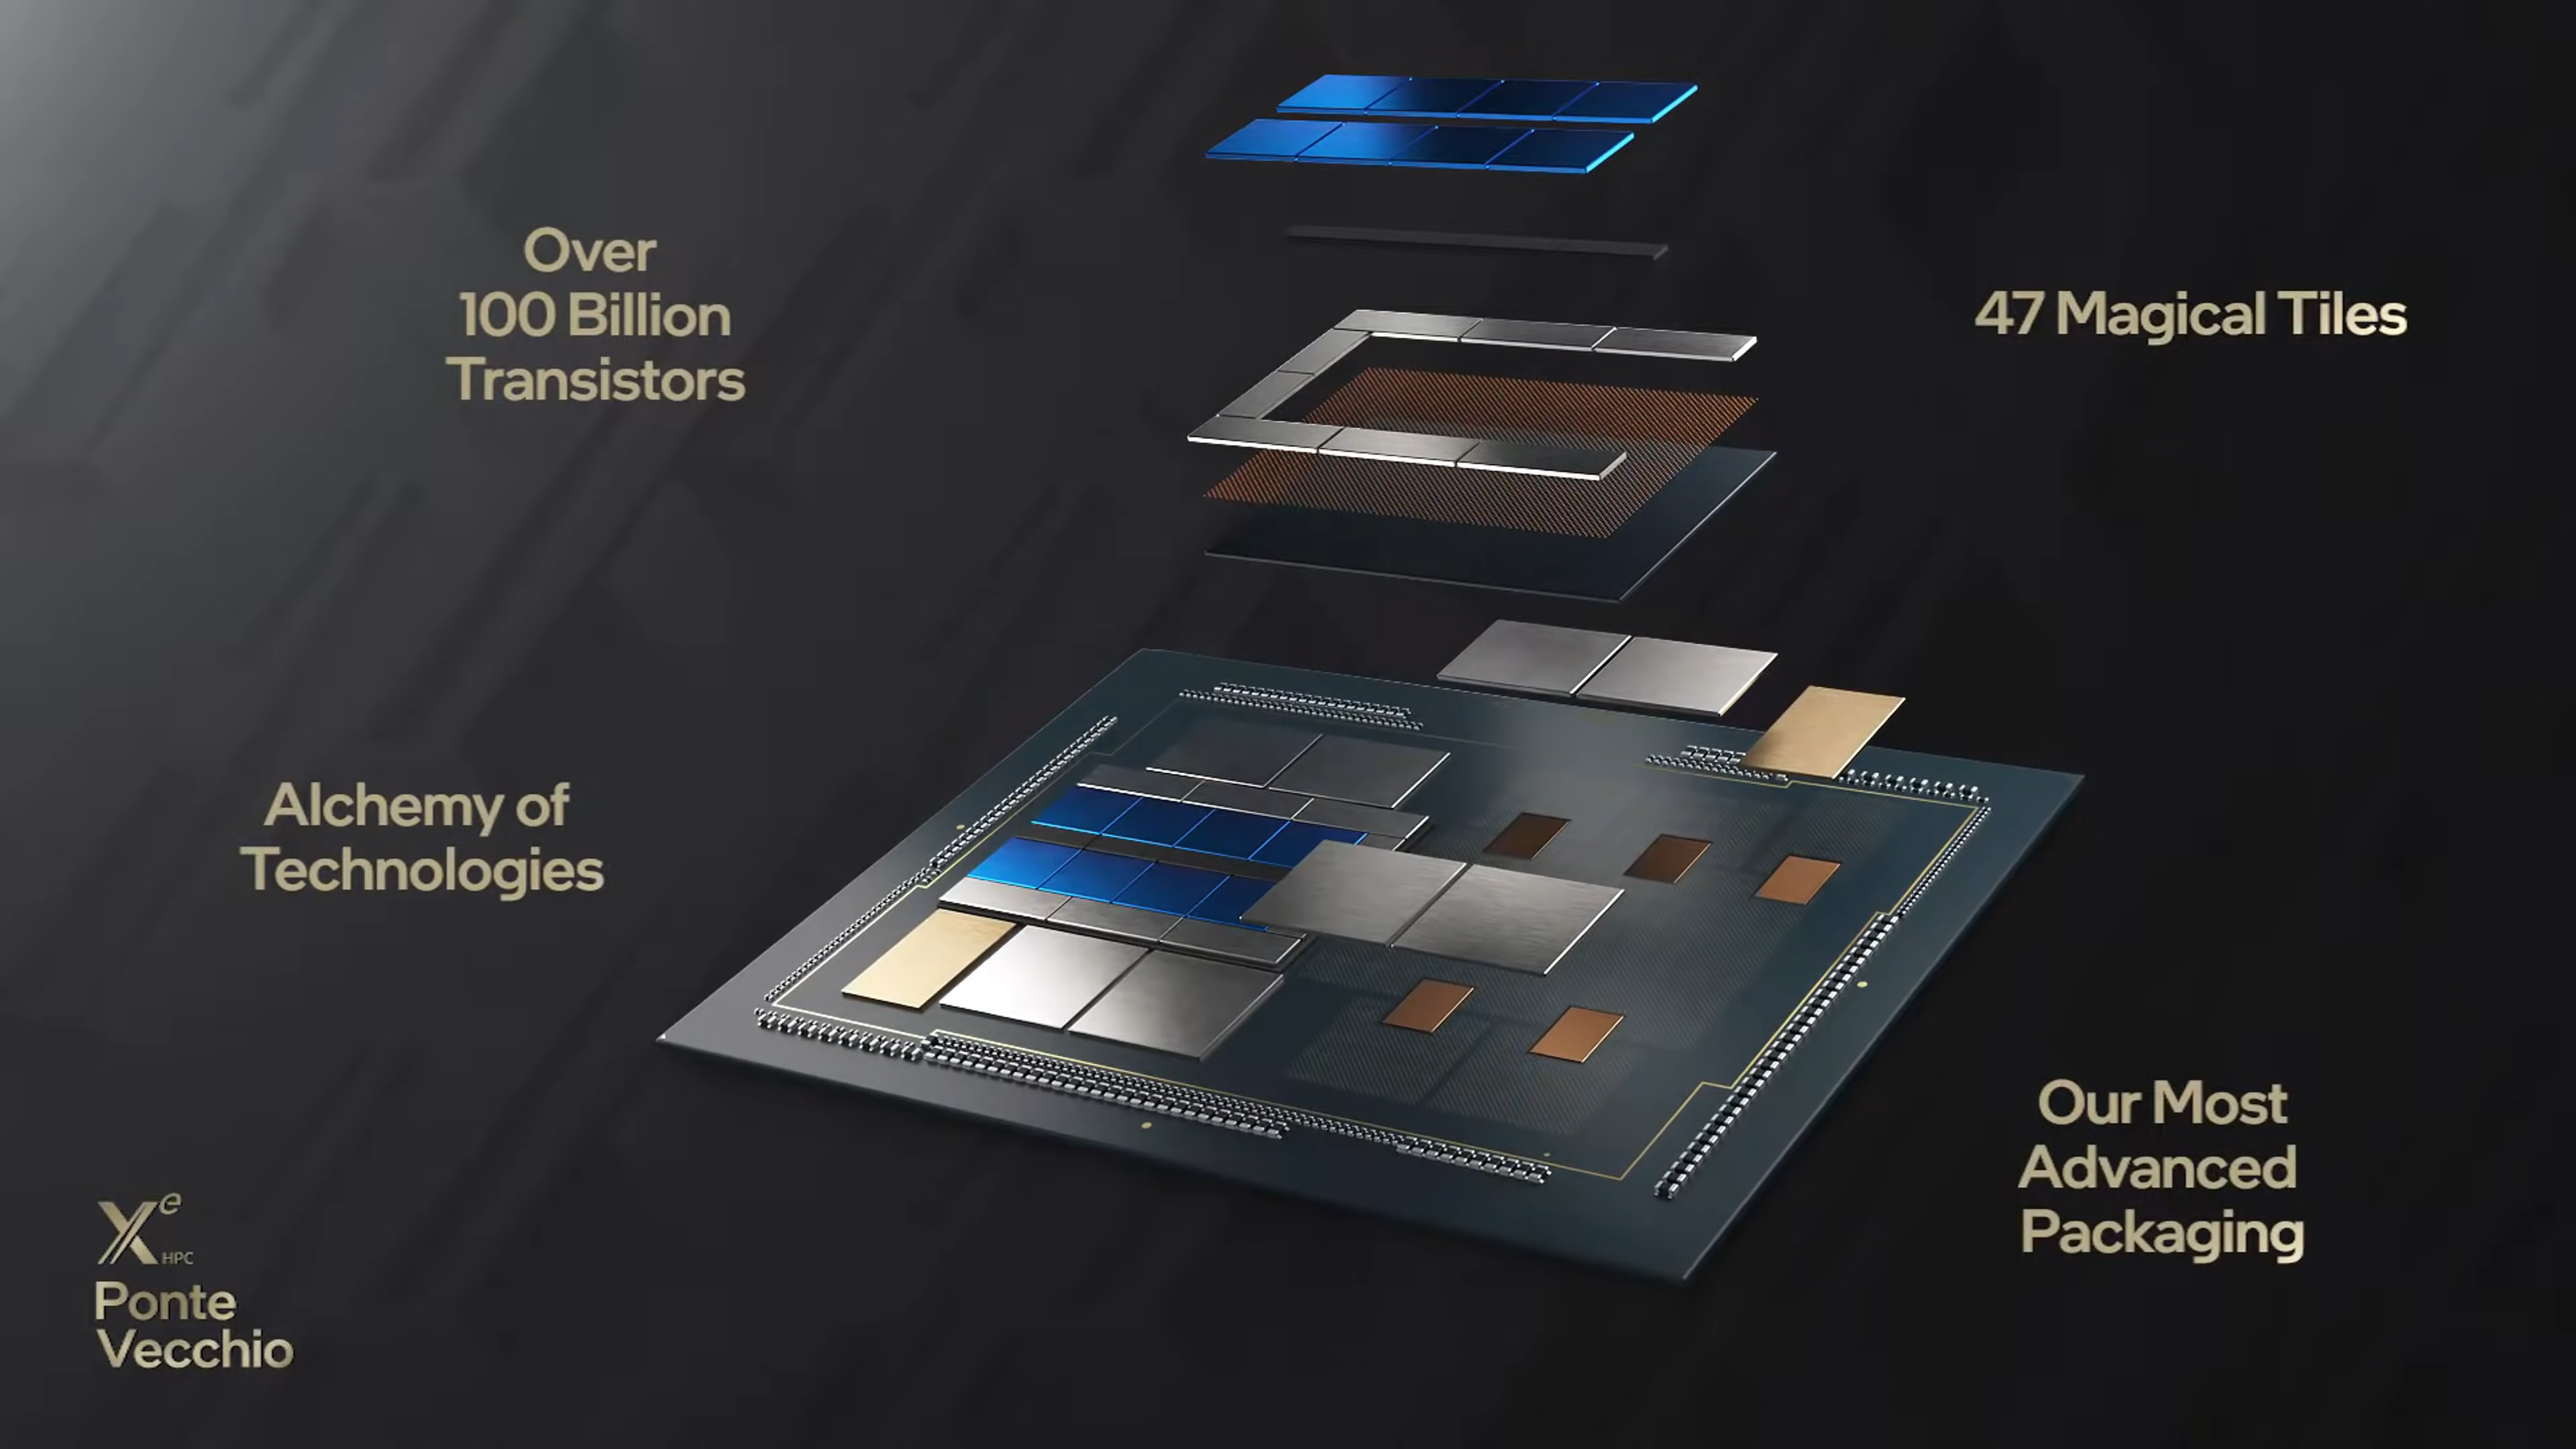 Over
100 Billion
Transistors
47 Magical Tiles
Alchemy of
Technologies
Our Most
Advanced
Packaging
Xe
HPC
Ponte
Vecchio